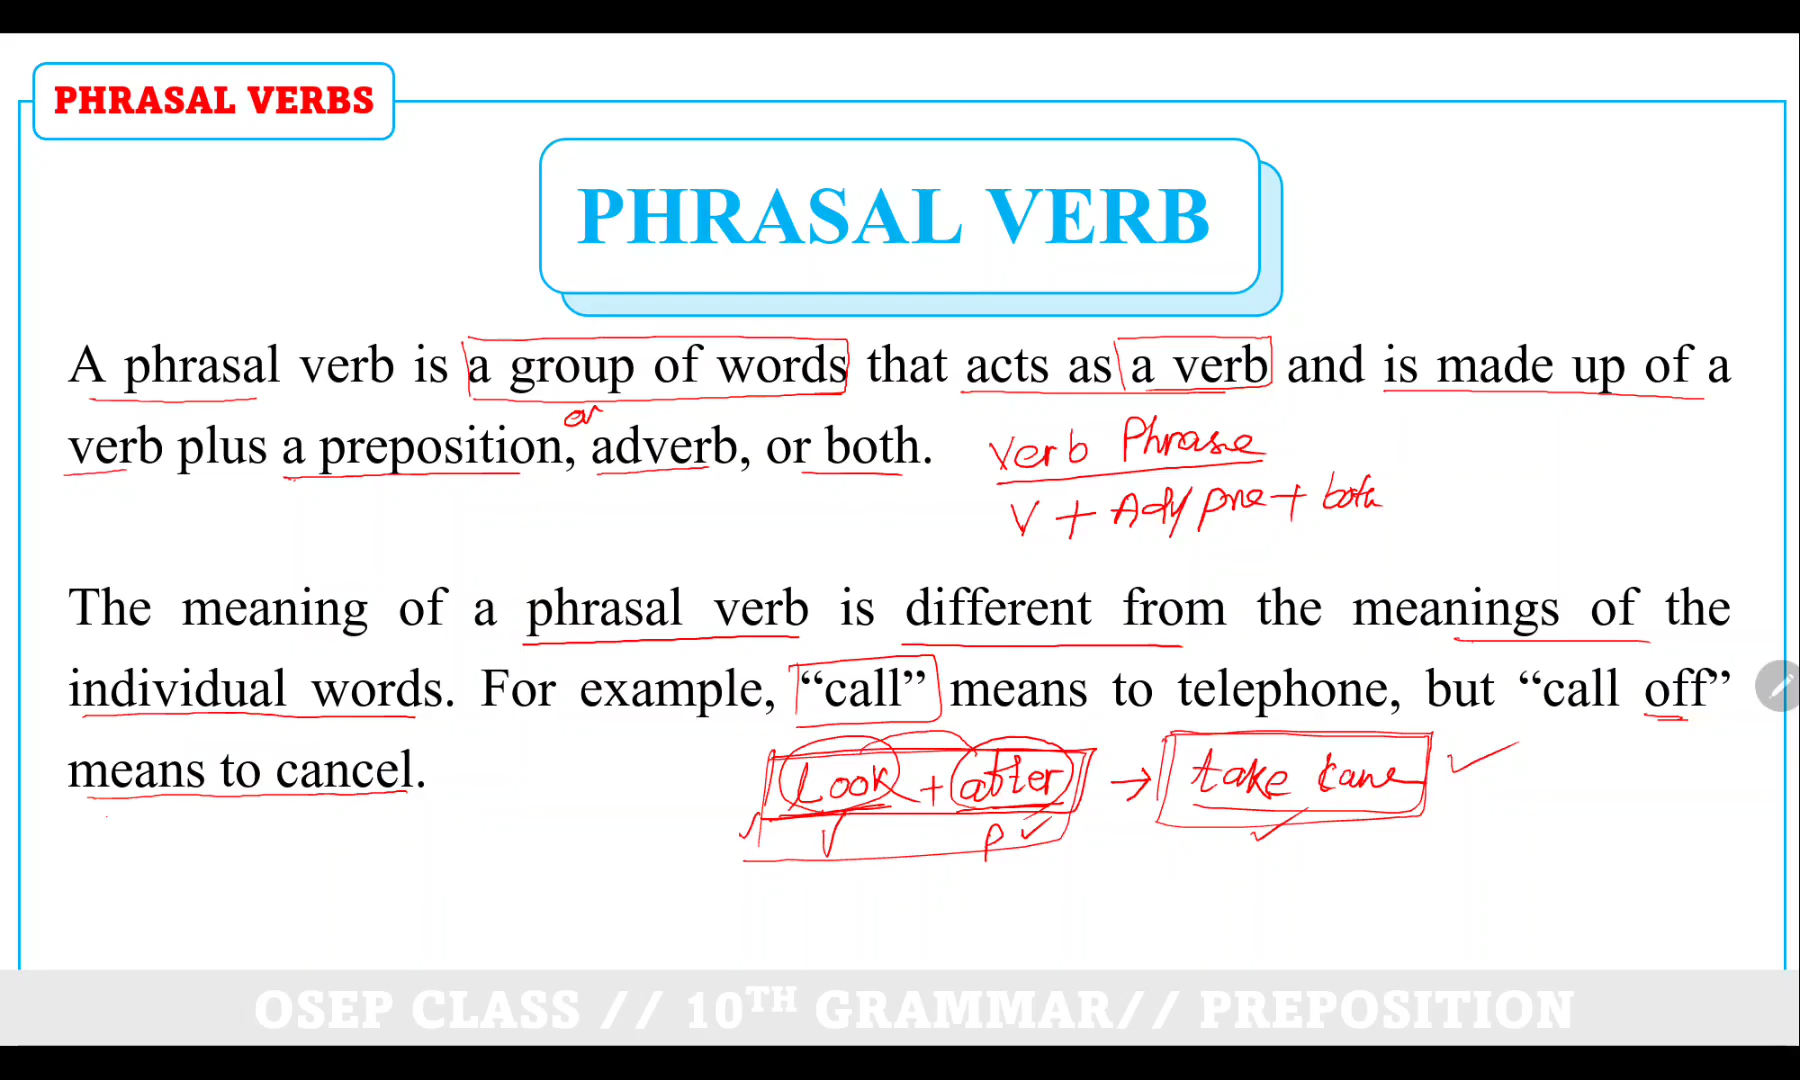 PHRASAL VERBS
PHRASAL VERB
A phrasal verb is a group of words that acts as a verb and is made up of a
or
verb plus a preposition, adverb, or both.
Verb Phrase
V + Adv/pre + both
The meaning of a phrasal verb is different from the meanings of the
individual words. For example, “call” means to telephone, but “call off”
means to cancel.
Look + after → take care
V P
OSEP CLASS // 10TH GRAMMAR// PREPOSITION